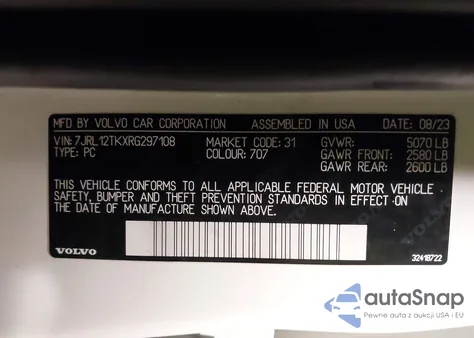 MFD BY VOLVO CAR CORPORATION ASSEMBLED IN USA DATE: 08/23
VIN: 7JRL12TKXRG297108 MARKET CODE: 31 GVWR: 5070 LB
TYPE: PC COLOUR: 707 GAWR FRONT: 2580 LB
GAWR REAR: 2600 LB
THIS VEHICLE CONFORMS TO ALL APPLICABLE FEDERAL MOTOR VEHICLE
SAFETY, BUMPER AND THEFT PREVENTION STANDARDS IN EFFECT ON
THE DATE OF MANUFACTURE SHOWN ABOVE.
VOLVO 32418722
autoSnap
Pewne auta z aukcji USA i EU